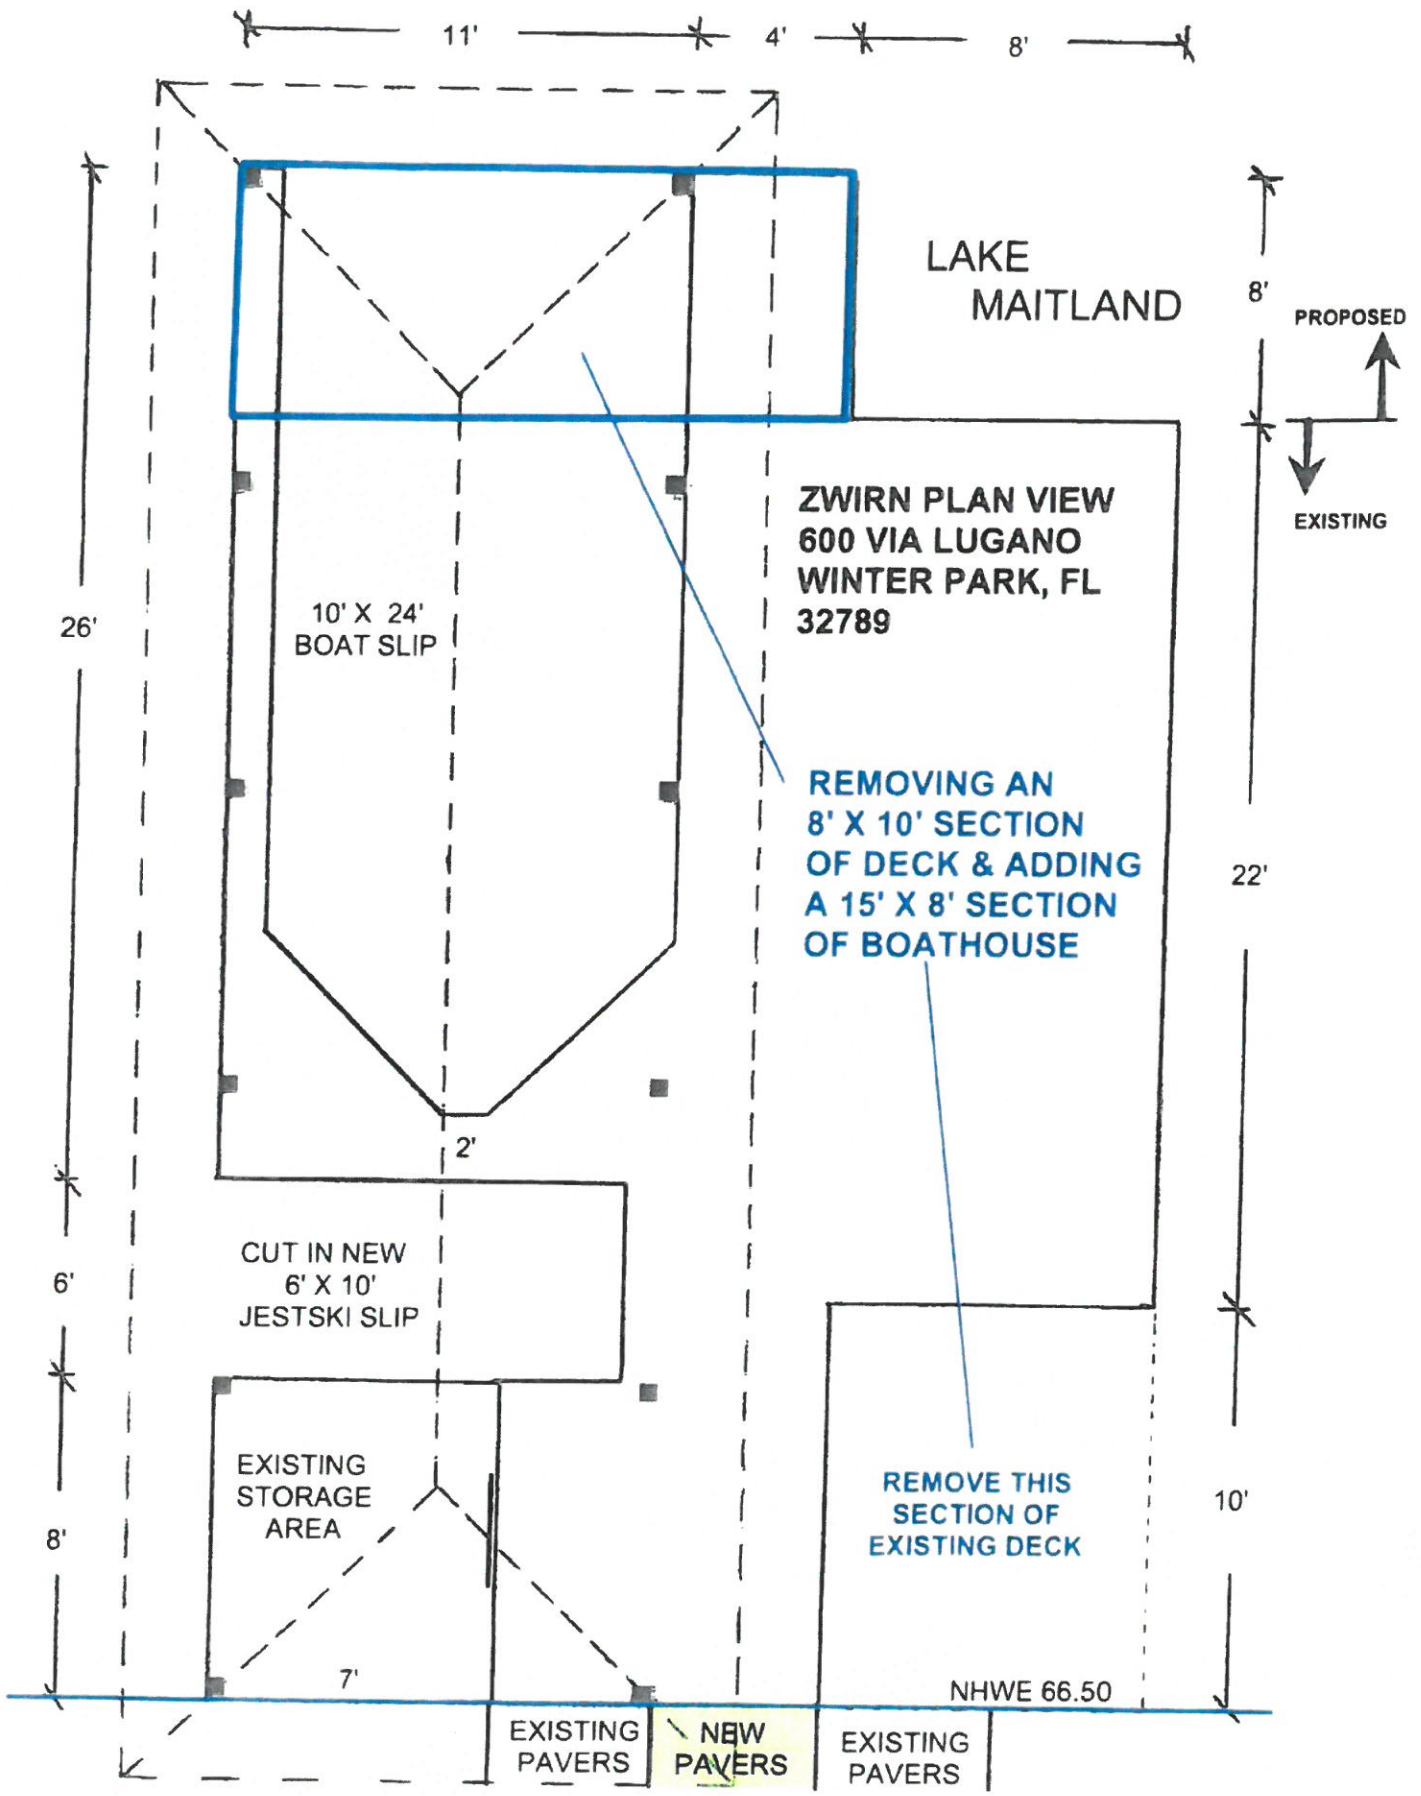 11'
4'
8'
LAKE
MAITLAND
8'
PROPOSED
EXISTING
ZWIRN PLAN VIEW
600 VIA LUGANO
WINTER PARK, FL
32789
26'
10' X 24'
BOAT SLIP
REMOVING AN
8' X 10' SECTION
OF DECK & ADDING
A 15' X 8' SECTION
OF BOATHOUSE
22'
2'
CUT IN NEW
6' X 10'
JESTSKI SLIP
6'
EXISTING
STORAGE
AREA
8'
REMOVE THIS
SECTION OF
EXISTING DECK
10'
7'
NHWE 66.50
EXISTING
PAVERS
NEW
PAVERS
EXISTING
PAVERS